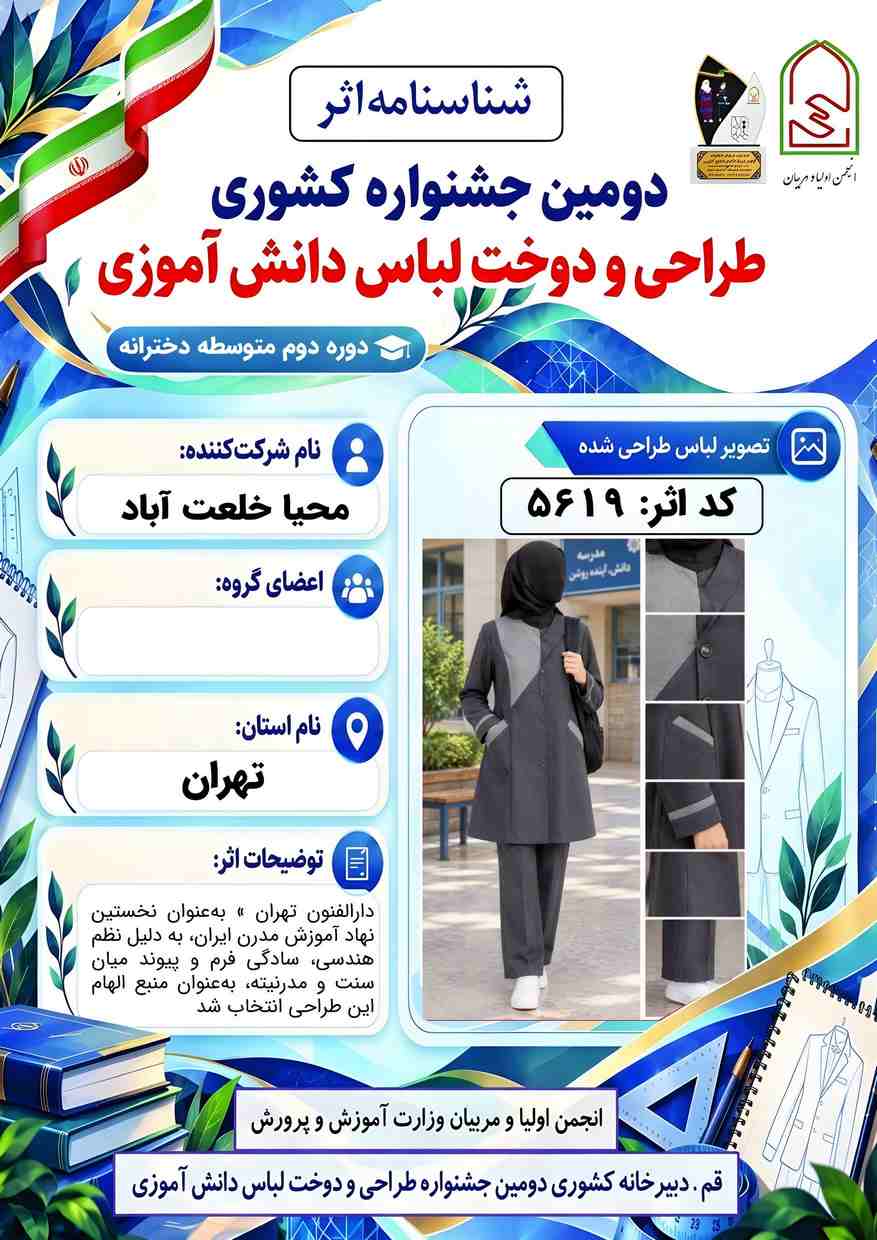 شناسنامه اثر
انجمن اولیا و مربیان
دومین جشنواره کشوری
طراحی و دوخت لباس دانش آموزی
دوره دوم متوسطه دخترانه
تصویر لباس طراحی شده
کد اثر: ۵۶۱۹
مدرسه
دانش، آینده روشن
نام شرکت‌کننده:
محیا خلعت آباد
اعضای گروه:
نام استان:
تهران
توضیحات اثر:
دارالفنون تهران » به‌عنوان نخستین
نهاد آموزش مدرن ایران، به دلیل نظم
هندسی، سادگی فرم و پیوند میان
سنت و مدرنیته، به‌عنوان منبع الهام
این طراحی انتخاب شد
انجمن اولیا و مربیان وزارت آموزش و پرورش
قم . دبیرخانه کشوری دومین جشنواره طراحی و دوخت لباس دانش آموزی